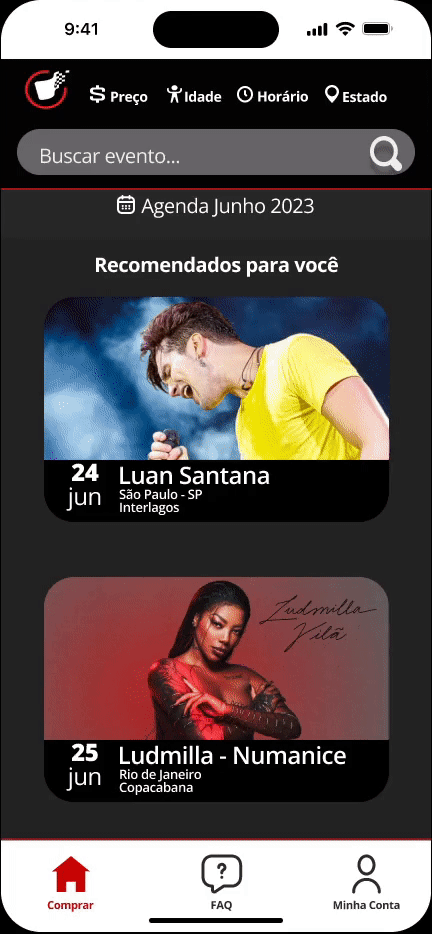 9:41
Preço
Idade
Horário
Estado
Buscar evento...
Agenda Junho 2023
Recomendados para você
24
jun
Luan Santana
São Paulo - SP
Interlagos
Ludmilla
Vilã
25
jun
Ludmilla - Numanice
Rio de Janeiro
Copacabana
Comprar
FAQ
Minha Conta